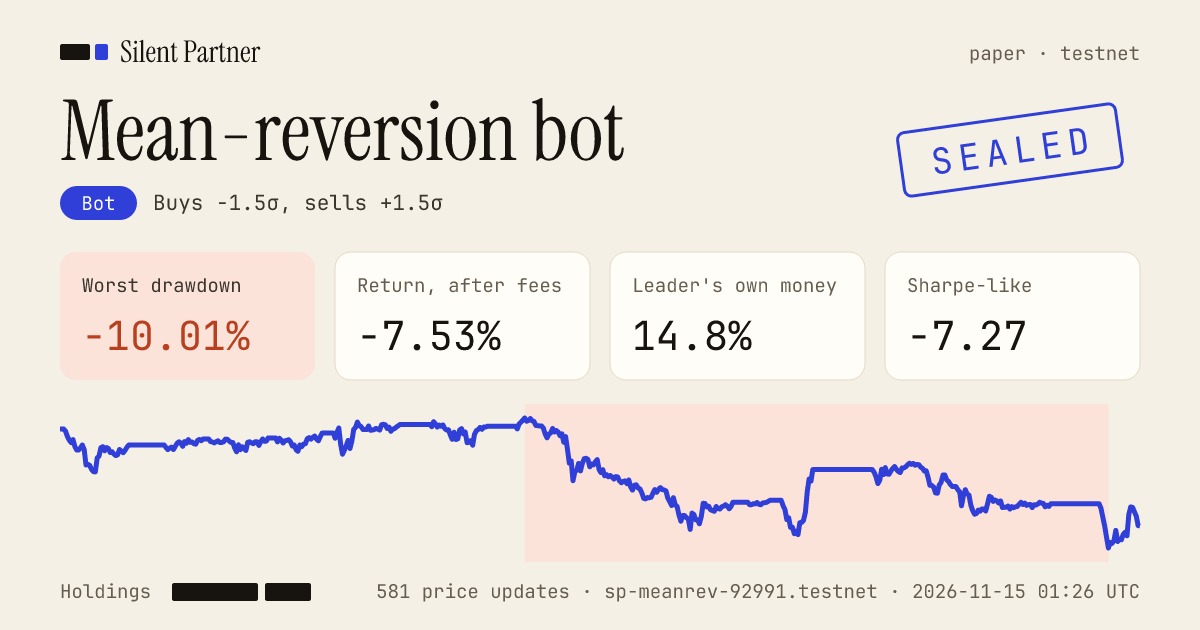 Silent Partner
paper · testnet
Mean-reversion bot
SEALED
Bot
Buys -1.5σ, sells +1.5σ
Worst drawdown
-10.01%
Return, after fees
-7.53%
Leader's own money
14.8%
Sharpe-like
-7.27
Holdings
581 price updates · sp-meanrev-92991.testnet · 2026-11-15 01:26 UTC